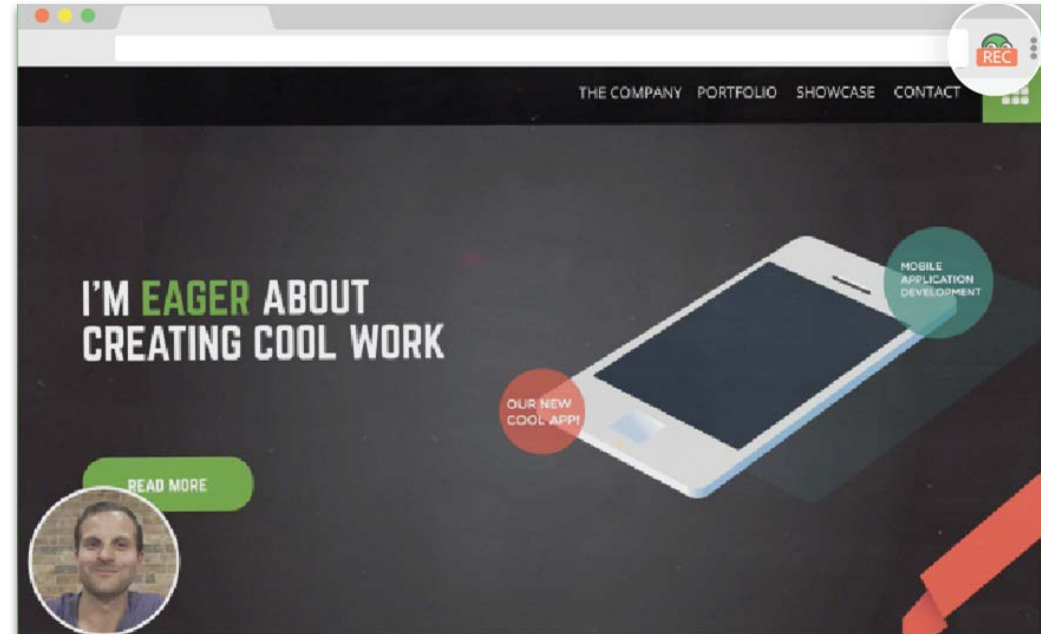 REC
THE COMPANY PORTFOLIO SHOWCASE CONTACT
I'M EAGER ABOUT
CREATING COOL WORK
MOBILE
APPLICATION
DEVELOPMENT
OUR NEW
COOL APP!
READ MORE